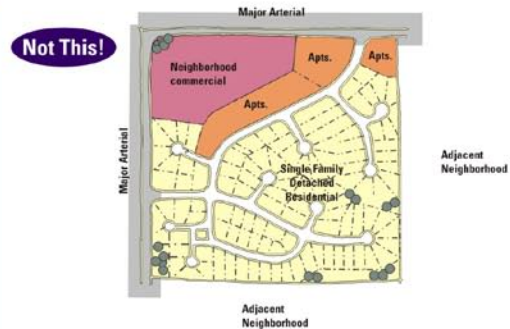 Major Arterial
Not This!
Neighborhood
commercial
Apts.
Apts.
Apts.
Major Arterial
Single Family
Detached
Residential
Adjacent
Neighborhood
Adjacent
Neighborhood